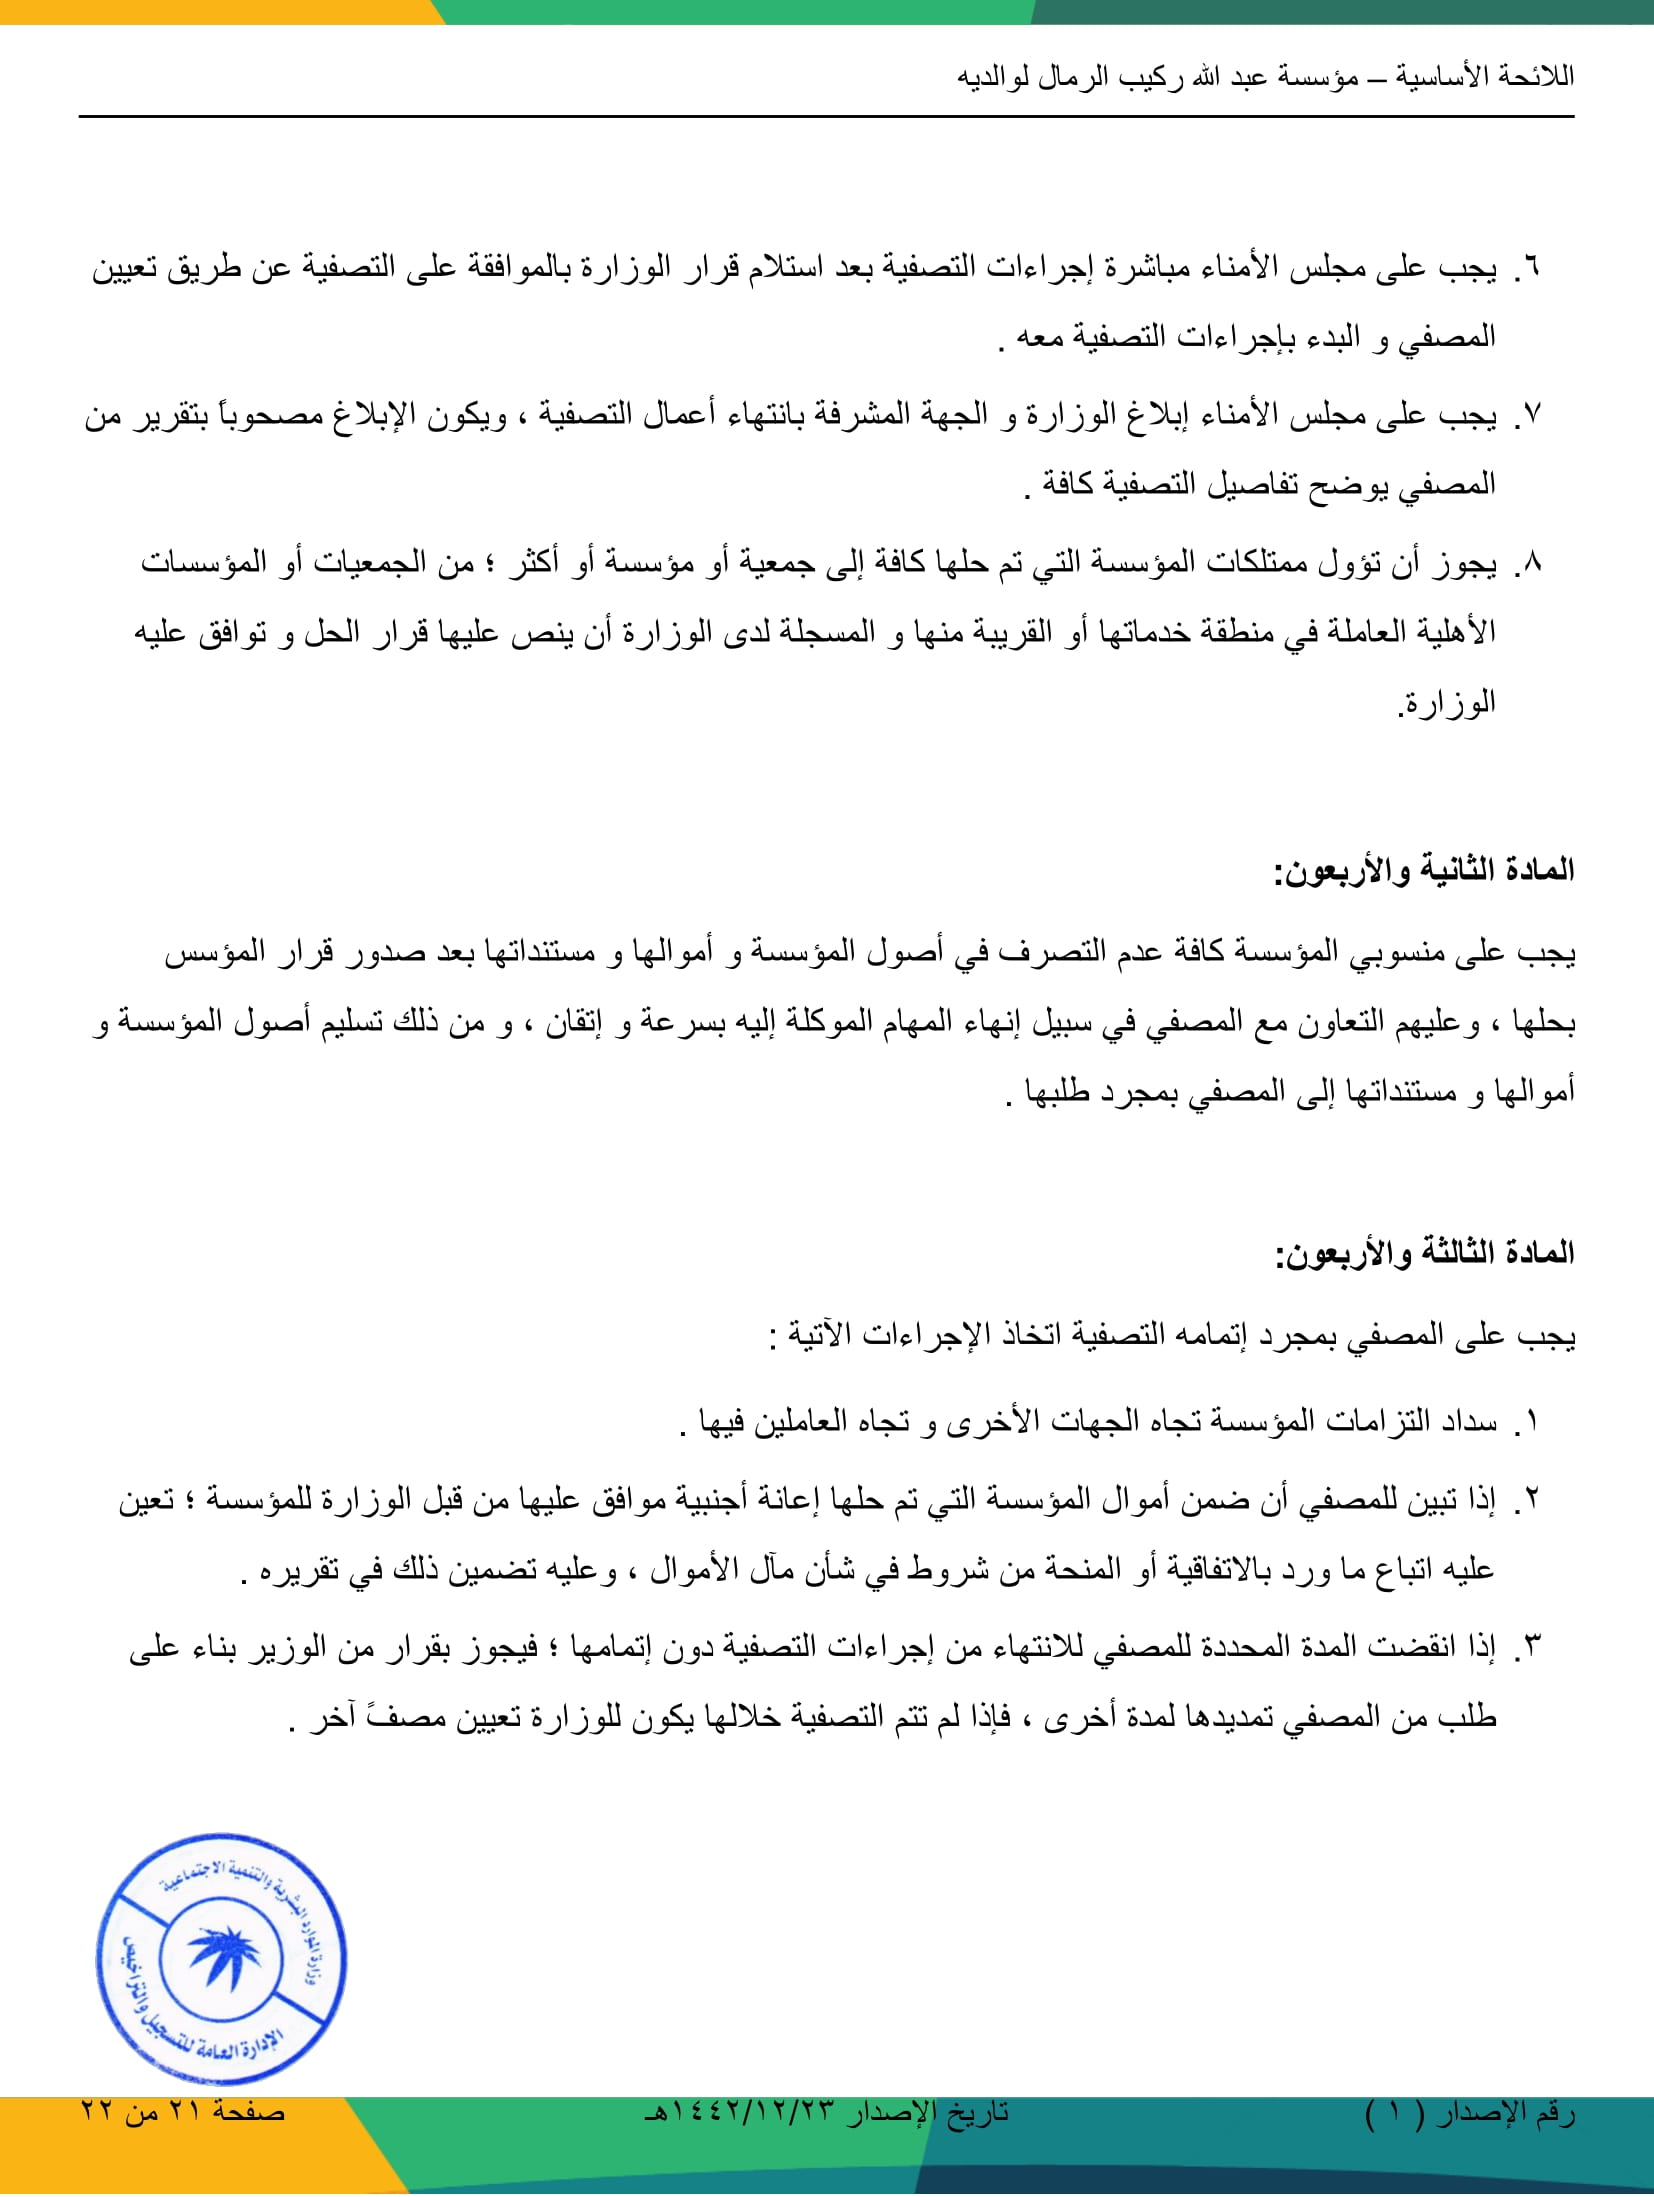 اللائحة الأساسية – مؤسسة عبد الله ركيب الرمال لوالديه
٦. يجب على مجلس الأمناء مباشرة إجراءات التصفية بعد استلام قرار الوزارة بالموافقة على التصفية عن طريق تعيين
المصفي و البدء بإجراءات التصفية معه .
٧. يجب على مجلس الأمناء إبلاغ الوزارة و الجهة المشرفة بانتهاء أعمال التصفية ، ويكون الإبلاغ مصحوباً بتقرير من
المصفي يوضح تفاصيل التصفية كافة .
٨. يجوز أن تؤول ممتلكات المؤسسة التي تم حلها كافة إلى جمعية أو مؤسسة أو أكثر ؛ من الجمعيات أو المؤسسات
الأهلية العاملة في منطقة خدماتها أو القريبة منها و المسجلة لدى الوزارة أن ينص عليها قرار الحل و توافق عليه
الوزارة.
المادة الثانية والأربعون:
يجب على منسوبي المؤسسة كافة عدم التصرف في أصول المؤسسة و أموالها و مستنداتها بعد صدور قرار المؤسس
بحلها ، وعليهم التعاون مع المصفي في سبيل إنهاء المهام الموكلة إليه بسرعة و إتقان ، و من ذلك تسليم أصول المؤسسة و
أموالها و مستنداتها إلى المصفي بمجرد طلبها .
المادة الثالثة والأربعون:
يجب على المصفي بمجرد إتمامه التصفية اتخاذ الإجراءات الآتية :
١. سداد التزامات المؤسسة تجاه الجهات الأخرى و تجاه العاملين فيها .
٢. إذا تبين للمصفي أن ضمن أموال المؤسسة التي تم حلها إعانة أجنبية موافق عليها من قبل الوزارة للمؤسسة ؛ تعين
عليه اتباع ما ورد بالاتفاقية أو المنحة من شروط في شأن مآل الأموال ، وعليه تضمين ذلك في تقريره .
٣. إذا انقضت المدة المحددة للمصفي للانتهاء من إجراءات التصفية دون إتمامها ؛ فيجوز بقرار من الوزير بناء على
طلب من المصفي تمديدها لمدة أخرى ، فإذا لم تتم التصفية خلالها يكون للوزارة تعيين مصفً آخر .
وزارة الموارد البشرية والتنمية الاجتماعية
الإدارة العامة للتسجيل والتراخيص
رقم الإصدار ( ١ )
تاريخ الإصدار ١٤٤٢/١٢/٢٣هـ
صفحة ٢١ من ٢٢